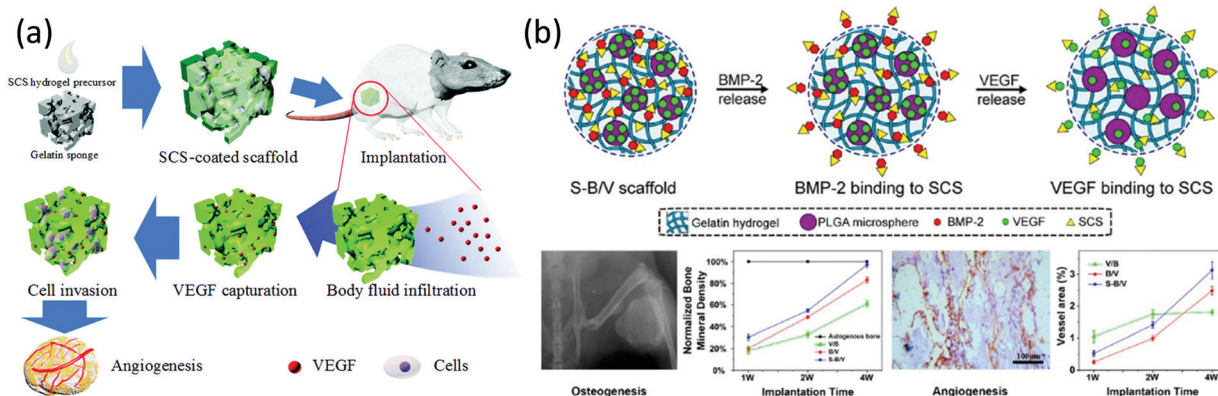 (a)
SCS hydrogel precursor
Gelatin sponge
SCS-coated scaffold
Implantation
Cell invasion
VEGF capturation
Body fluid infiltration
Angiogenesis
VEGF
Cells
(b)
BMP-2
release
VEGF
release
S-B/V scaffold
BMP-2 binding to SCS
VEGF binding to SCS
Gelatin hydrogel
PLGA microsphere
BMP-2
VEGF
SCS
Osteogenesis
Normalized Bone
Mineral Density
100%
80%
60%
40%
20%
Autogenous bone
V/B
B/V
S-B/V
1W
2W
4W
Implantation Time
100μm
Angiogenesis
Vessel area (%)
3
2
1
0
V/B
B/V
S-B/V
1W
2W
4W
Implantation Time